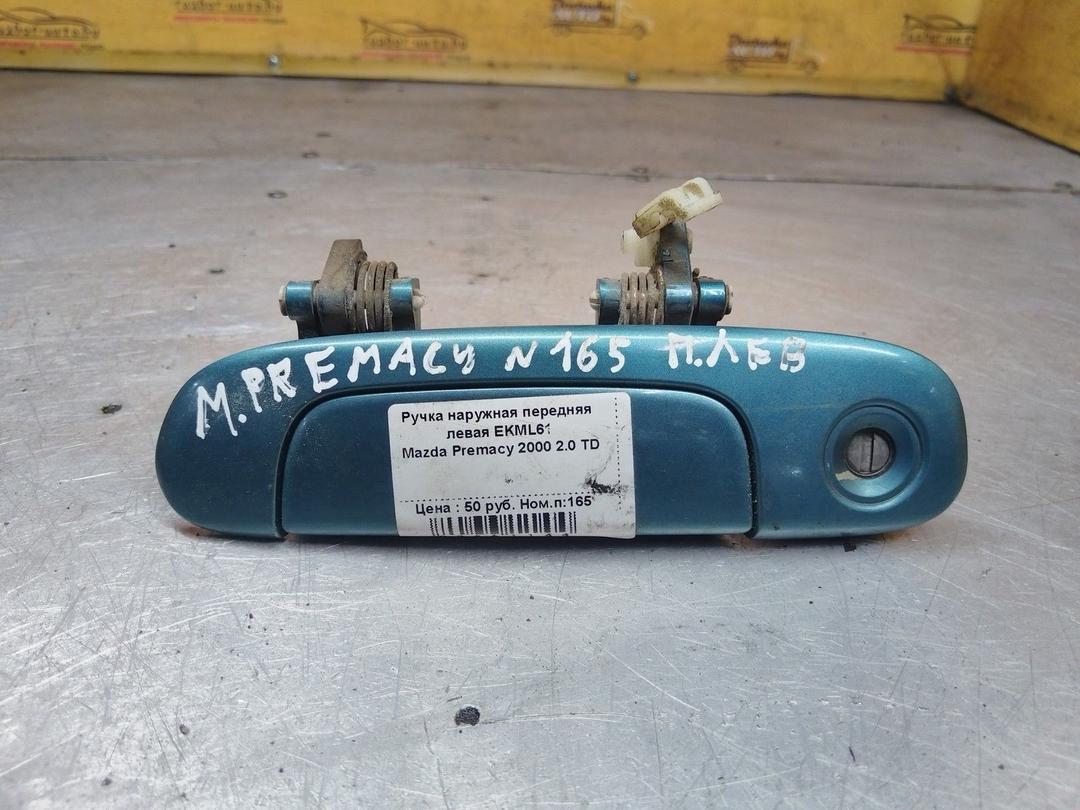 M.PREMACY N165 П.ЛЕВ
Ручка наружная передняя
левая EKML61
Mazda Premacy 2000 2.0 TD
Цена : 50 руб. Ном.п:165